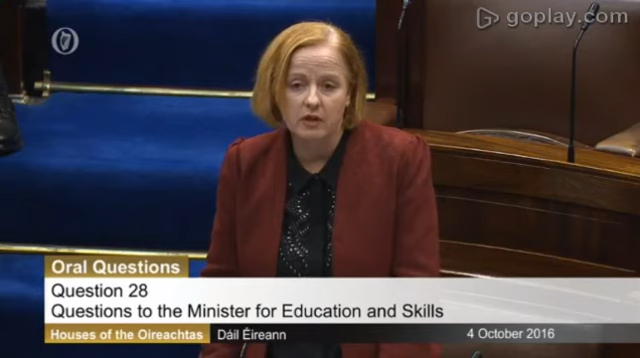 goplay.com
Oral Questions
Question 28
Questions to the Minister for Education and Skills
Houses of the Oireachtas Dáil Éireann 4 October 2016